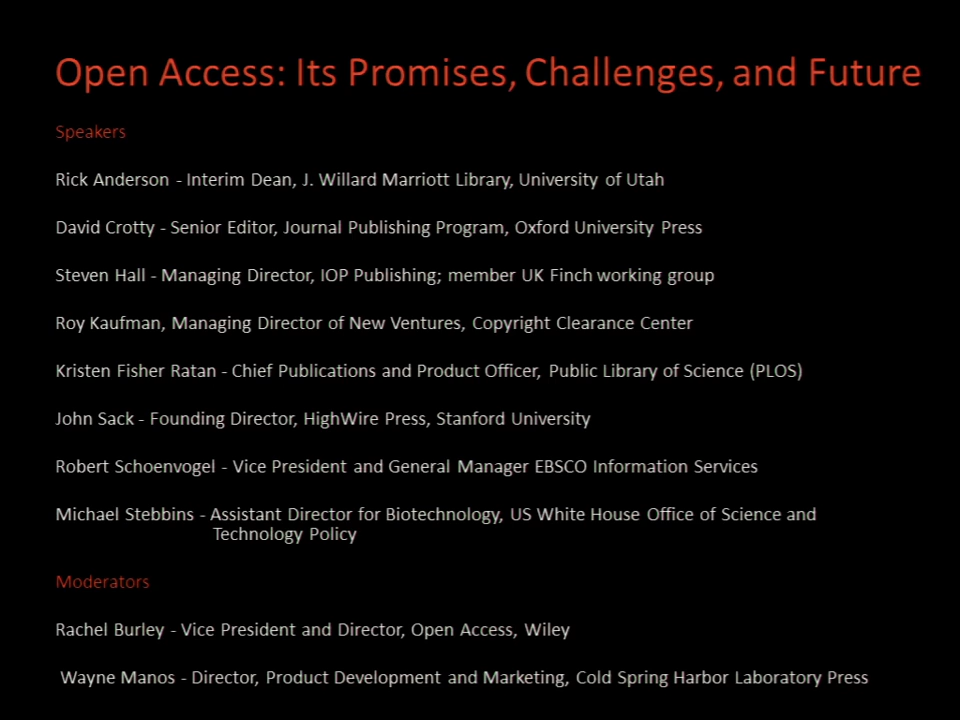 Open Access: Its Promises, Challenges, and Future
Speakers
Rick Anderson - Interim Dean, J. Willard Marriott Library, University of Utah
David Crotty - Senior Editor, Journal Publishing Program, Oxford University Press
Steven Hall - Managing Director, IOP Publishing; member UK Finch working group
Roy Kaufman, Managing Director of New Ventures, Copyright Clearance Center
Kristen Fisher Ratan - Chief Publications and Product Officer, Public Library of Science (PLOS)
John Sack - Founding Director, HighWire Press, Stanford University
Robert Schoenvogel - Vice President and General Manager EBSCO Information Services
Michael Stebbins - Assistant Director for Biotechnology, US White House Office of Science and
Technology Policy
Moderators
Rachel Burley - Vice President and Director, Open Access, Wiley
Wayne Manos - Director, Product Development and Marketing, Cold Spring Harbor Laboratory Press